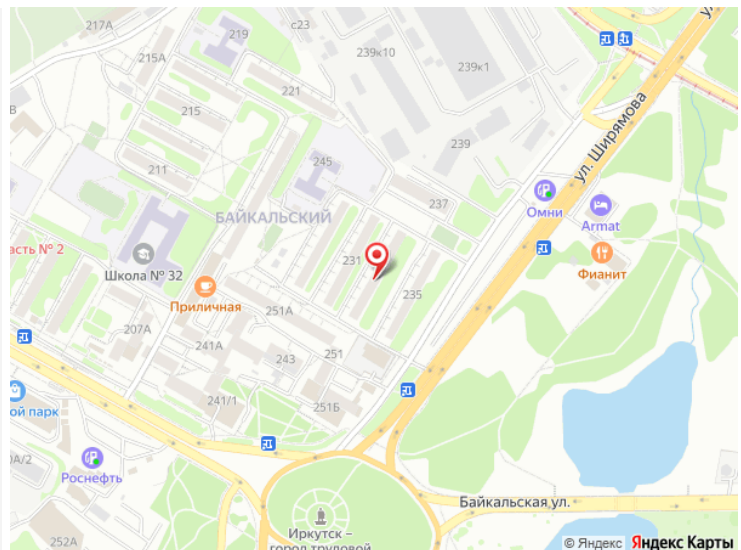 с23
219
239к10
215А
239к1
221
215
ул. Ширямова
239
211
245
237
Омни
Armat
БАЙКАЛЬСКИЙ
Фианит
асть № 2
Школа № 32
231
235
Приличная
251А
207А
241А
243
251
ой парк
241/1
251Б
Роснефть
0А/2
Байкальская ул.
252А
Иркутск –
город трудовой
© Яндекс Яндекс Карты